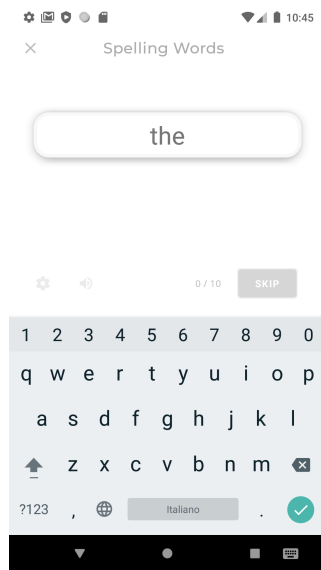 10:45
Spelling Words
the
0 / 10
SKIP
1 2 3 4 5 6 7 8 9 0
q w e r t y u i o p
a s d f g h j k l
z x c v b n m
?123 , Italiano .